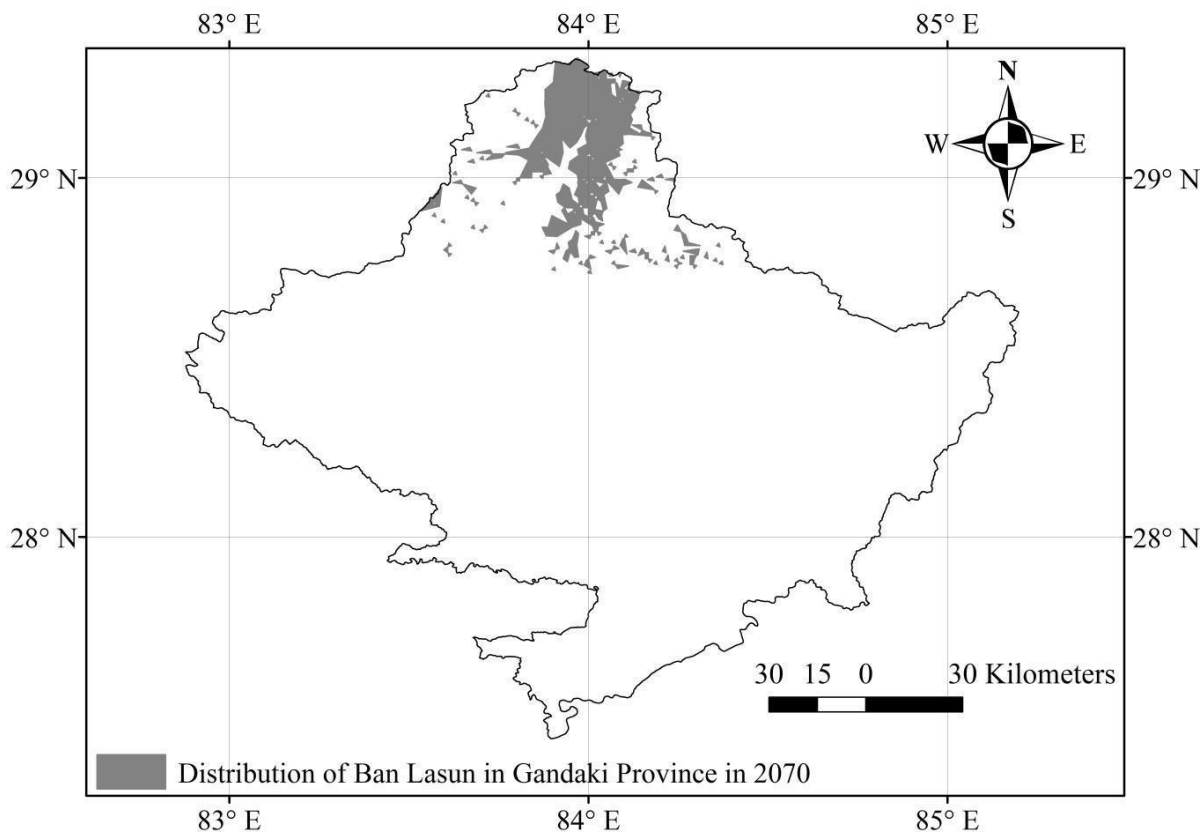 83° E 84° E 85° E
N
W E
S
29° N 29° N
28° N 28° N
30 15 0 30 Kilometers
Distribution of Ban Lasun in Gandaki Province in 2070
83° E 84° E 85° E